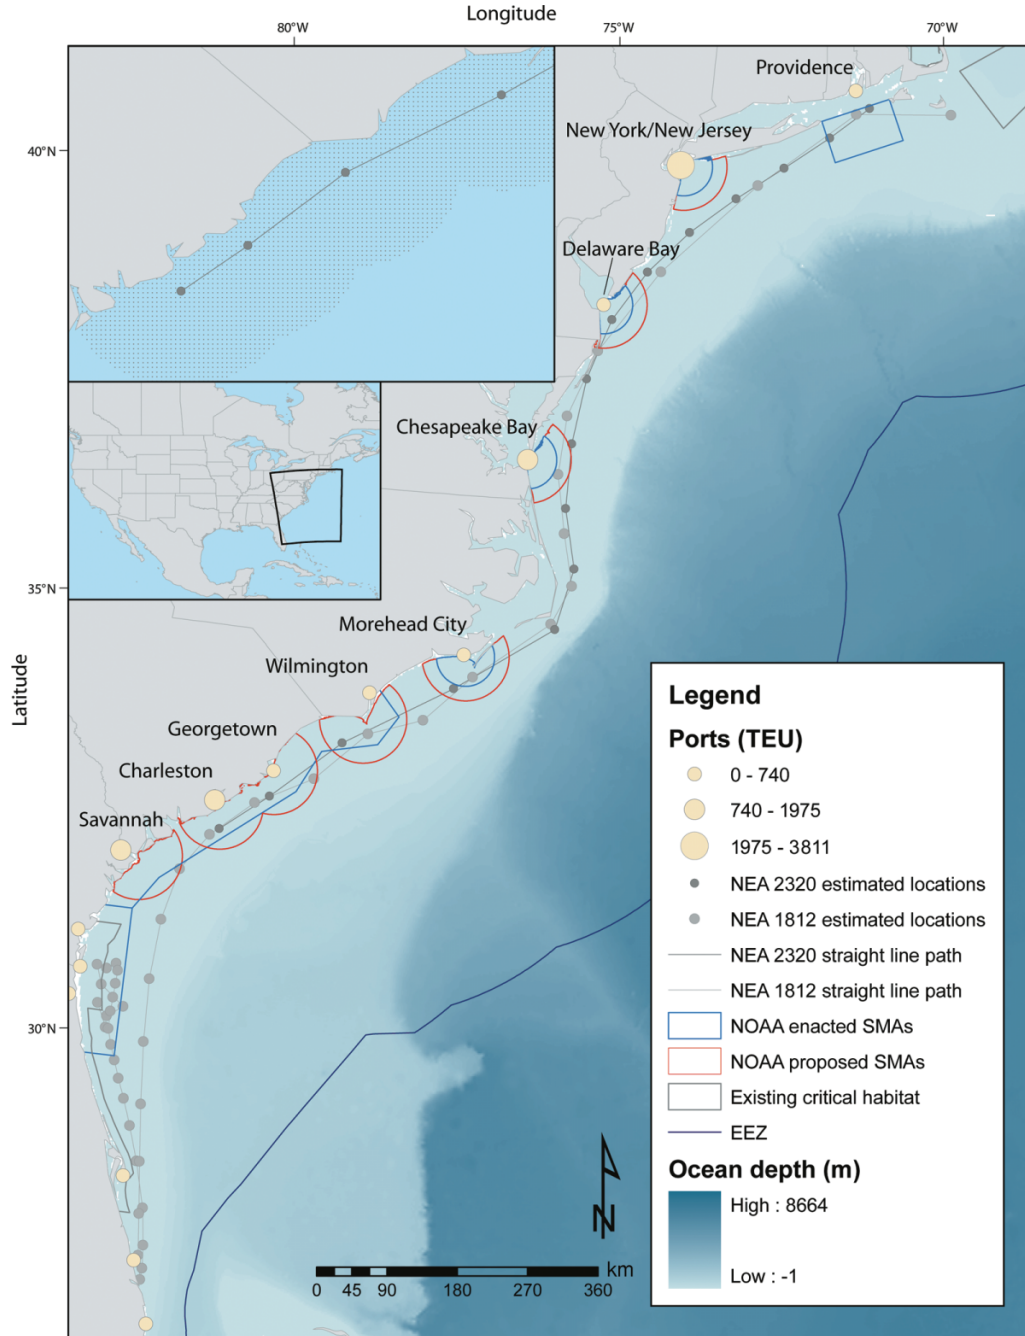 Longitude
80°W
75°W
70°W
Providence
New York/New Jersey
40°N
Delaware Bay
Chesapeake Bay
35°N
Morehead City
Wilmington
Georgetown
Charleston
Savannah
Latitude
30°N
Legend
Ports (TEU)
0 - 740
740 - 1975
1975 - 3811
NEA 2320 estimated locations
NEA 1812 estimated locations
NEA 2320 straight line path
NEA 1812 straight line path
NOAA enacted SMAs
NOAA proposed SMAs
Existing critical habitat
EEZ
Ocean depth (m)
High : 8664
Low : -1
N
km
0 45 90 180 270 360